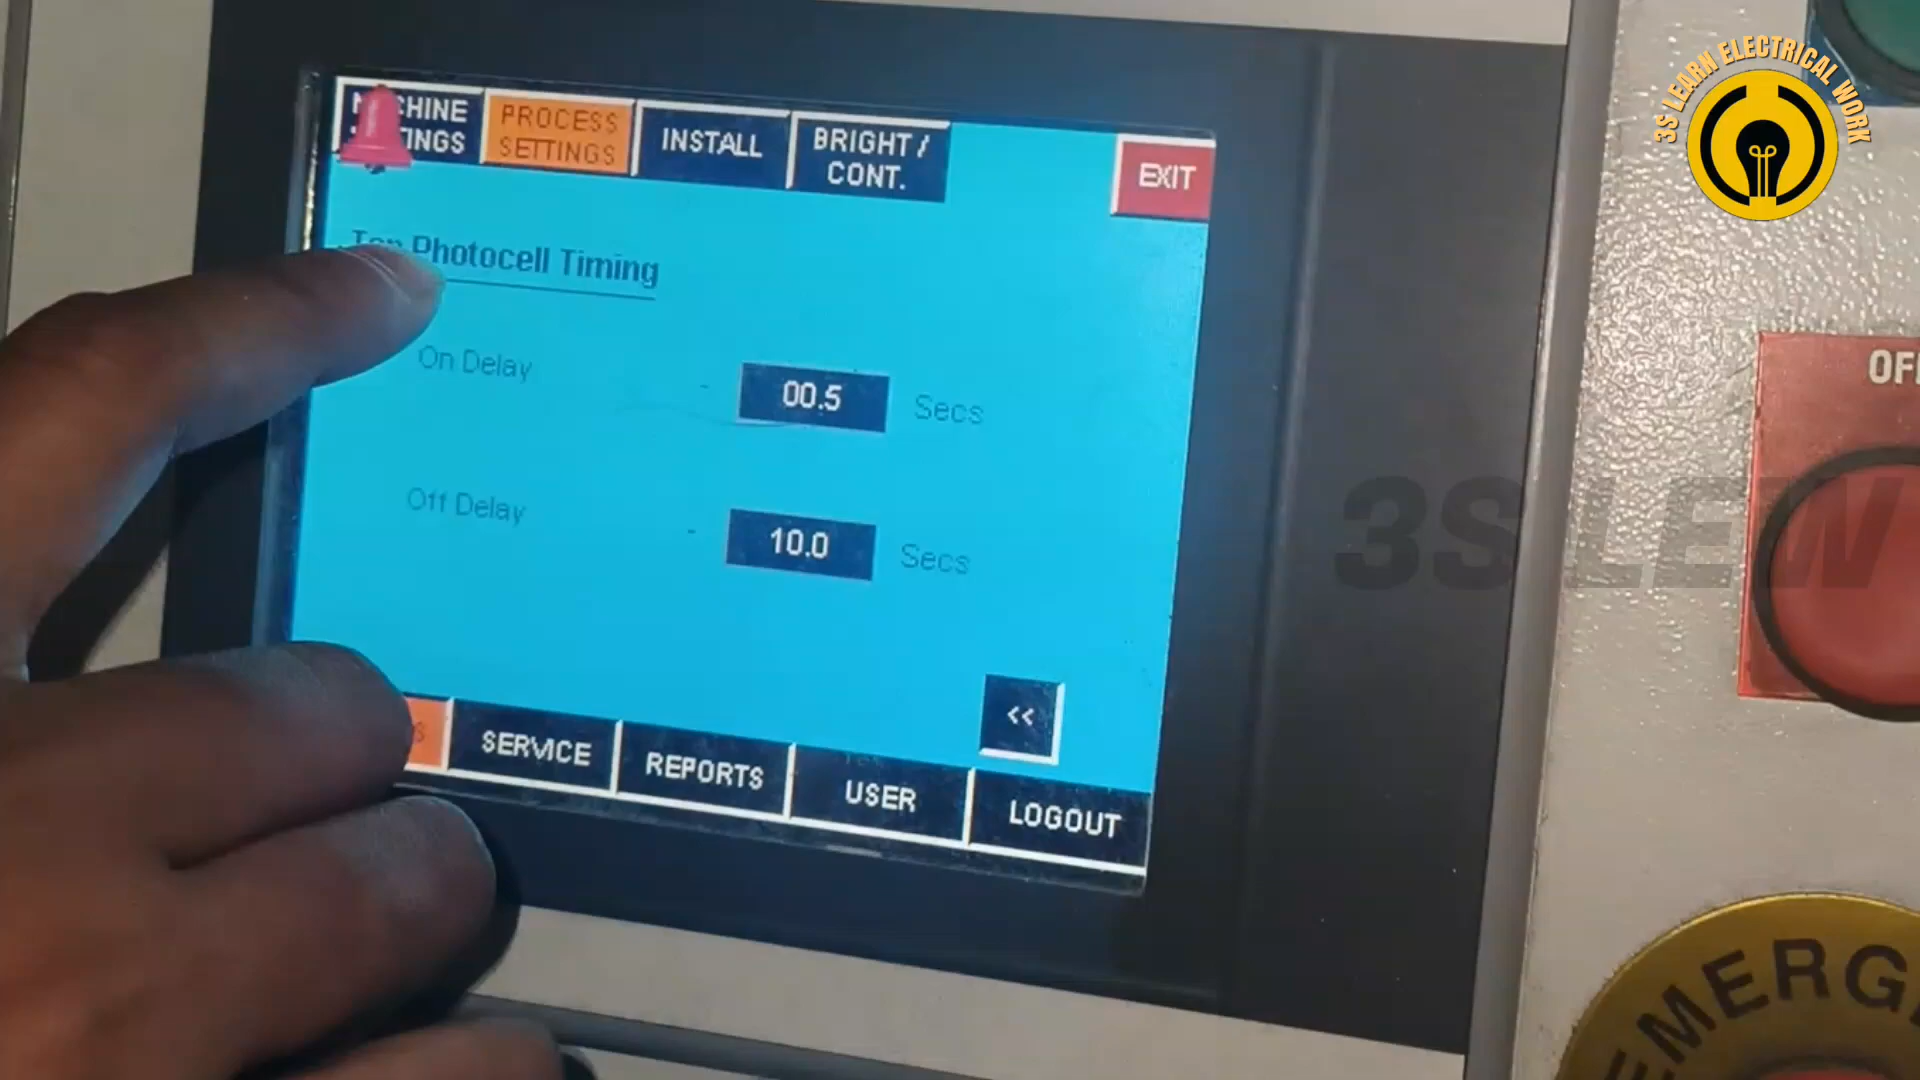 3S LEARN ELECTRICAL WORK
PROCESS
SETTINGS
INSTALL
BRIGHT /
CONT.
EXIT
Photocell Timing
On Delay - 00.5 Secs
Off Delay - 10.0 Secs
<<
SERVICE
REPORTS
USER
LOGOUT
3S LEW